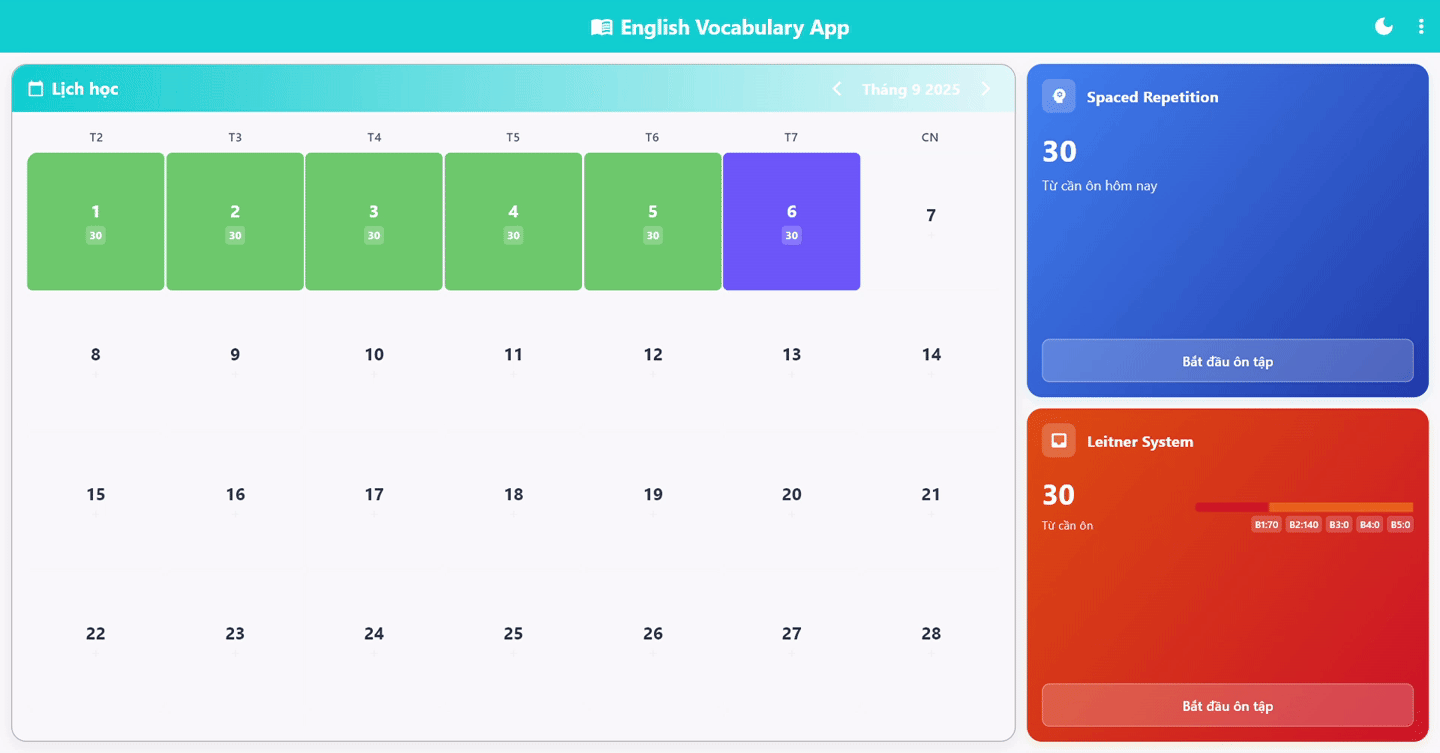 English Vocabulary App
Lịch học
Tháng 9 2025
T2 T3 T4 T5 T6 T7 CN
1 2 3 4 5 6 7
30 30 30 30 30 30
8 9 10 11 12 13 14
15 16 17 18 19 20 21
22 23 24 25 26 27 28
Spaced Repetition
30
Từ cần ôn hôm nay
Bắt đầu ôn tập
Leitner System
30
Từ cần ôn
B1:70 B2:140 B3:0 B4:0 B5:0
Bắt đầu ôn tập